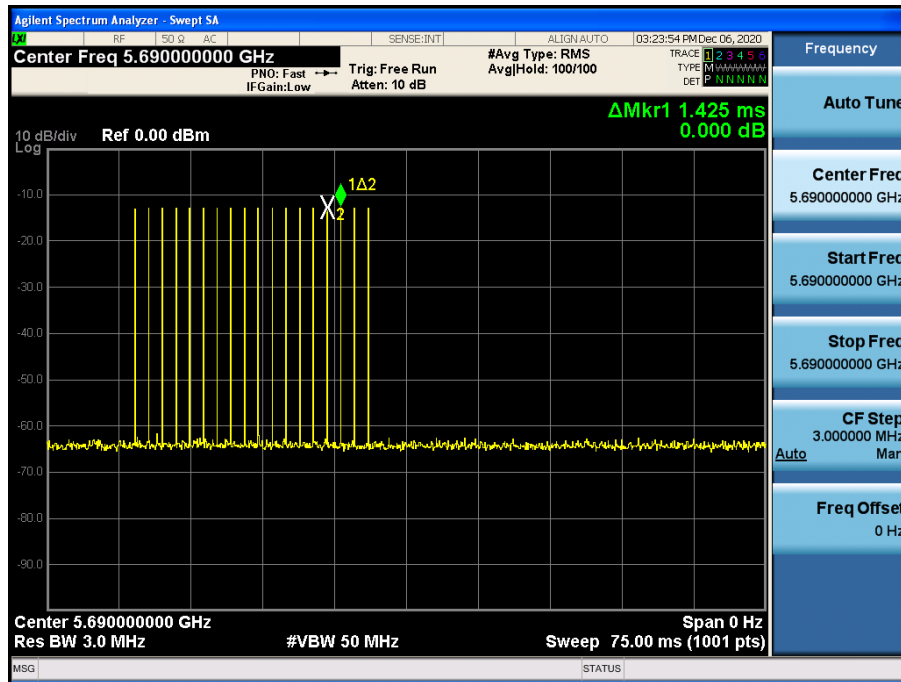 Agilent Spectrum Analyzer - Swept SA
LXI RF 50 Ω AC SENSE:INT ALIGN AUTO 03:23:54 PM Dec 06, 2020
Center Freq 5.690000000 GHz
PNO: Fast
IFGain:Low
Trig: Free Run
Atten: 10 dB
#Avg Type: RMS
Avg|Hold: 100/100
TRACE 1 2 3 4 5 6
TYPE M WWWWW
DET P N N N N N
ΔMkr1 1.425 ms
0.000 dB
10 dB/div Ref 0.00 dBm
Log
1Δ2
2
-10.0
-20.0
-30.0
-40.0
-50.0
-60.0
-70.0
-80.0
-90.0
Center 5.690000000 GHz Span 0 Hz
Res BW 3.0 MHz #VBW 50 MHz Sweep 75.00 ms (1001 pts)
MSG STATUS
Frequency
Auto Tune
Center Freq
5.690000000 GHz
Start Freq
5.690000000 GHz
Stop Freq
5.690000000 GHz
CF Step
3.000000 MHz
Auto Man
Freq Offset
0 Hz